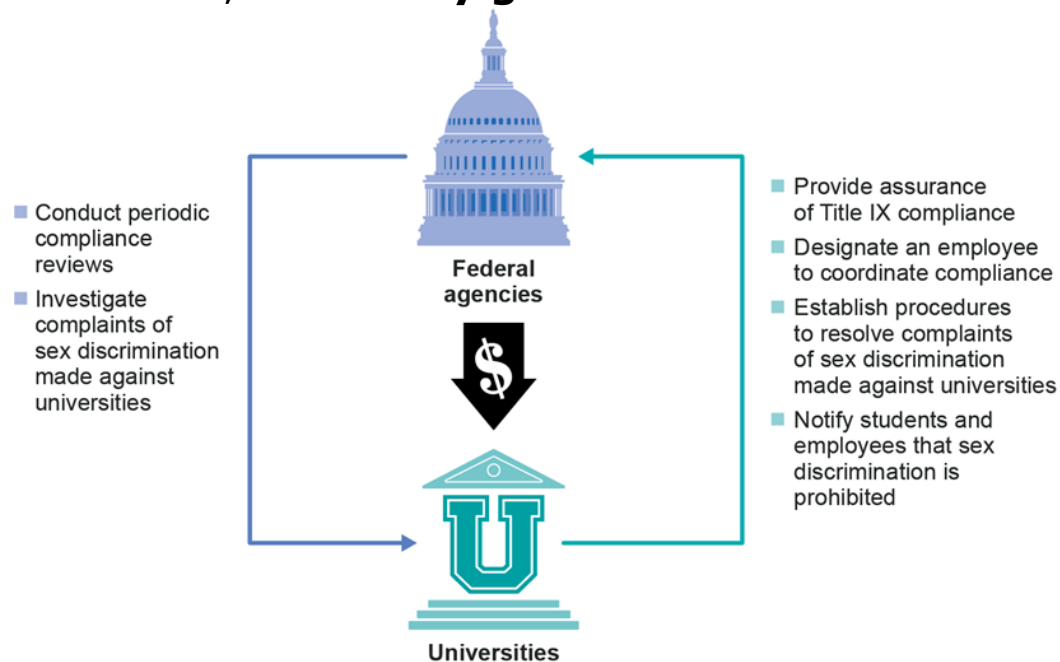 Conduct periodic
compliance
reviews
Investigate
complaints of
sex discrimination
made against
universities
Federal
agencies
$
U
Universities
Provide assurance
of Title IX compliance
Designate an employee
to coordinate compliance
Establish procedures
to resolve complaints
of sex discrimination
made against universities
Notify students and
employees that sex
discrimination is
prohibited